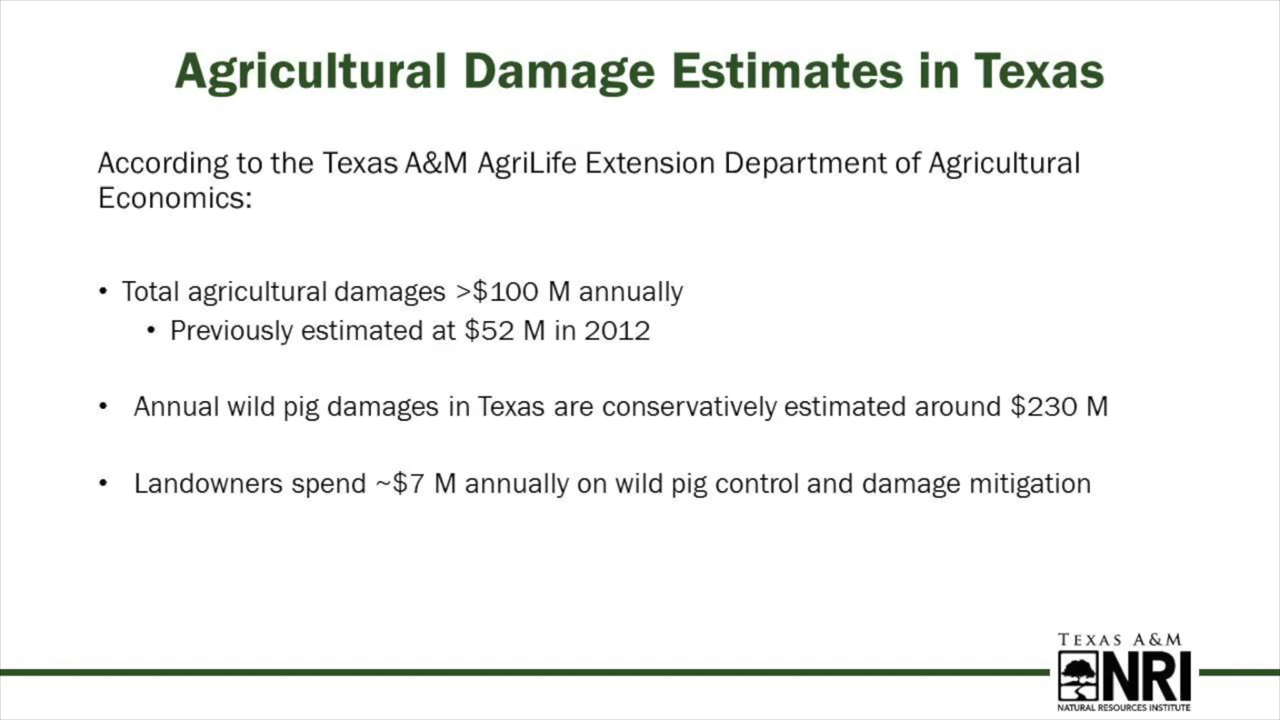 Agricultural Damage Estimates in Texas
According to the Texas A&M AgriLife Extension Department of Agricultural
Economics:
• Total agricultural damages >$100 M annually
• Previously estimated at $52 M in 2012
• Annual wild pig damages in Texas are conservatively estimated around $230 M
• Landowners spend ~$7 M annually on wild pig control and damage mitigation
TEXAS A&M
NRI
NATURAL RESOURCES INSTITUTE